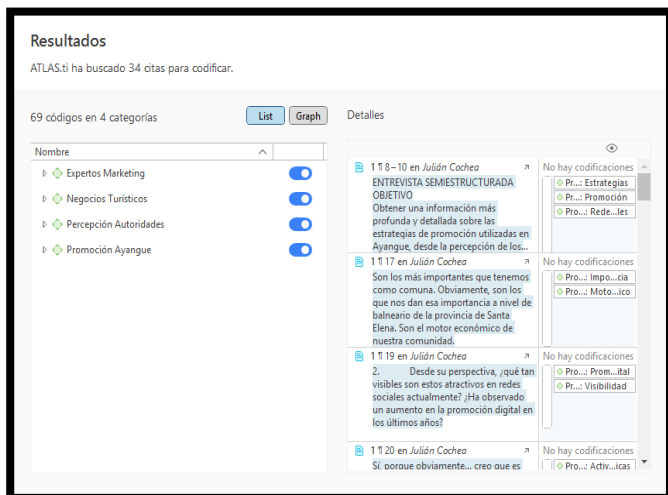 Resultados
ATLAS.ti ha buscado 34 citas para codificar.
69 códigos en 4 categorías
List
Graph
Nombre
Expertos Marketing
Negocios Turísticos
Percepción Autoridades
Promoción Ayangue
Detalles
1 ¶ 8 – 10 en Julián Cochea
ENTREVISTA SEMIESTRUCTURADA
OBJETIVO
Obtener una información más
profunda y detallada sobre las
estrategias de promoción utilizadas en
Ayangue, desde la percepción de los...
No hay codificaciones
Pr...: Estrategias
Pr...: Promoción
Pro...: Rede...les
1 ¶ 17 en Julián Cochea
Son los más importantes que tenemos
como comuna. Obviamente, son los
que nos dan esa importancia a nivel de
balneario de la provincia de Santa
Elena. Son el motor económico de
nuestra comunidad.
No hay codificaciones
Pro...: Impo...cia
Pro...: Moto...ico
1 ¶ 19 en Julián Cochea
2. Desde su perspectiva, ¿qué tan
visibles son estos atractivos en redes
sociales actualmente? ¿Ha observado
un aumento en la promoción digital en
los últimos años?
No hay codificaciones
Pro...: Prom...ital
Pr...: Visibilidad
1 ¶ 20 en Julián Cochea
Sí, porque obviamente... creo que es
No hay codificaciones
Pro...: Activ...icas